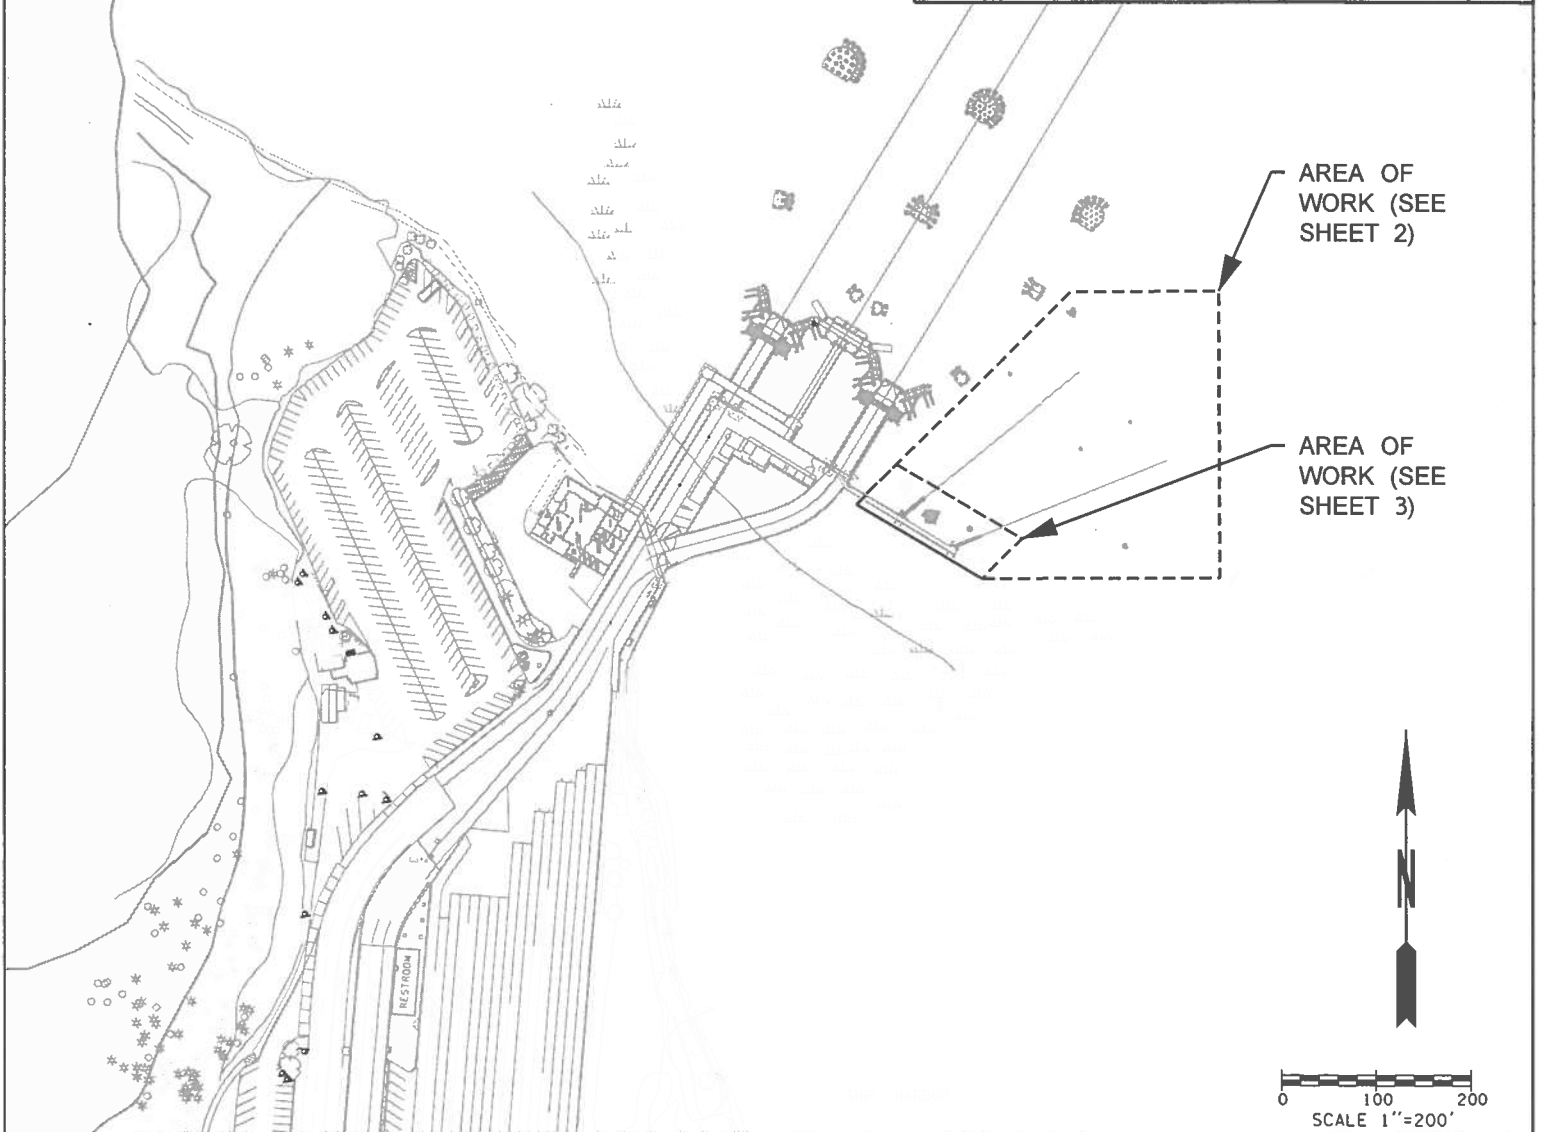 AREA OF
WORK (SEE
SHEET 2)
AREA OF
WORK (SEE
SHEET 3)
RESTROOM
N
0 100 200
SCALE 1"=200'